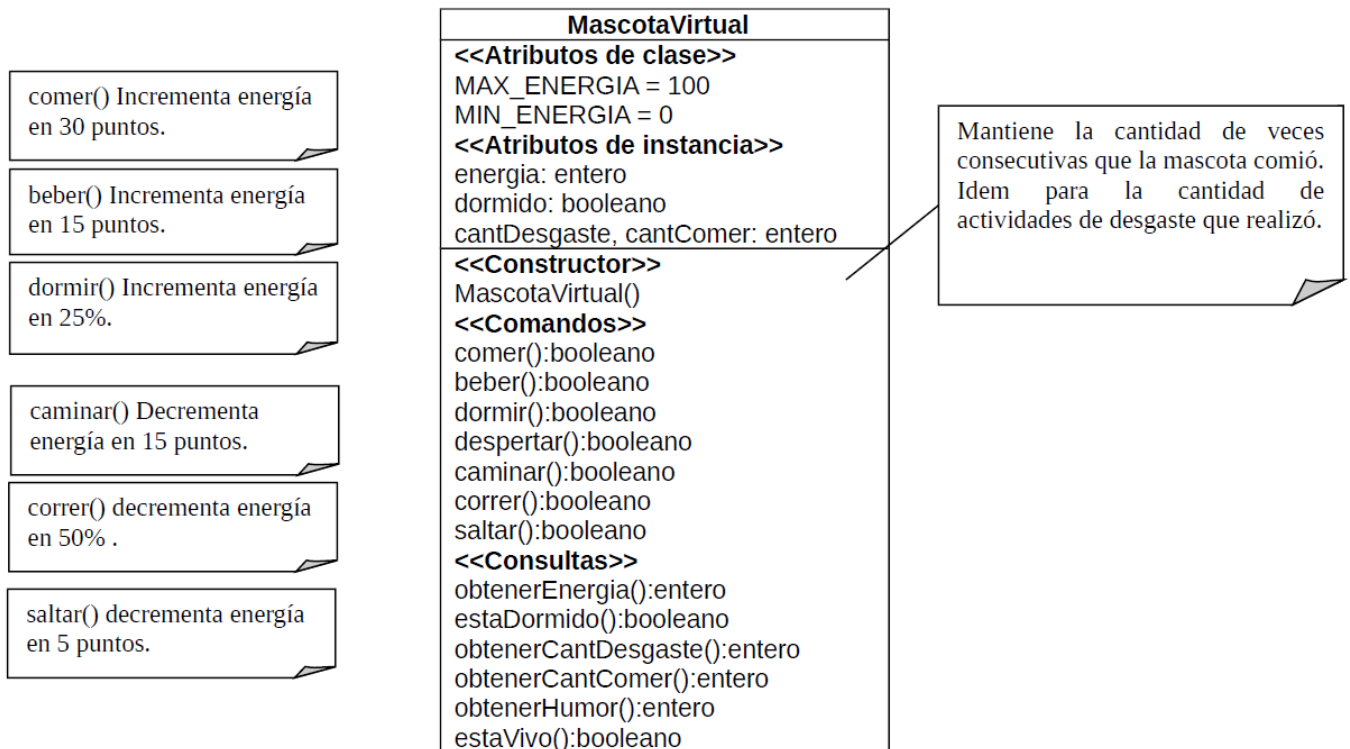 comer() Incrementa energía
en 30 puntos.
beber() Incrementa energía
en 15 puntos.
dormir() Incrementa energía
en 25%.
caminar() Decrementa
energía en 15 puntos.
correr() decrementa energía
en 50% .
saltar() decrementa energía
en 5 puntos.
MascotaVirtual
<<Atributos de clase>>
MAX_ENERGIA = 100
MIN_ENERGIA = 0
<<Atributos de instancia>>
energia: entero
dormido: booleano
cantDesgaste, cantComer: entero
<<Constructor>>
MascotaVirtual()
<<Comandos>>
comer():booleano
beber():booleano
dormir():booleano
despertar():booleano
caminar():booleano
correr():booleano
saltar():booleano
<<Consultas>>
obtenerEnergia():entero
estaDormido():booleano
obtenerCantDesgaste():entero
obtenerCantComer():entero
obtenerHumor():entero
estaVivo():booleano
Mantiene la cantidad de veces
consecutivas que la mascota comió.
Idem para la cantidad de
actividades de desgaste que realizó.